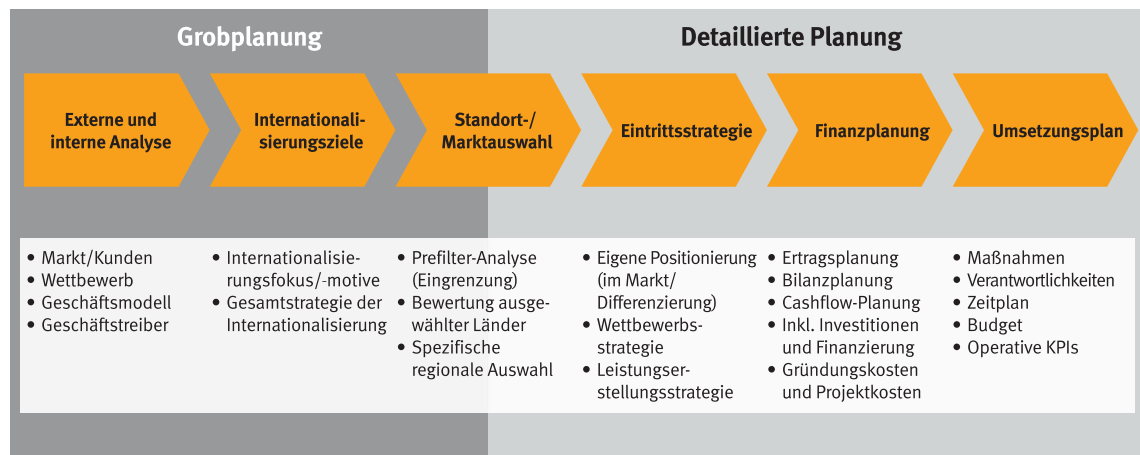 Grobplanung
Detaillierte Planung
Externe und
interne Analyse
Internationali-
sierungsziele
Standort-/
Marktauswahl
Eintrittsstrategie
Finanzplanung
Umsetzungsplan
• Markt/Kunden
• Wettbewerb
• Geschäftsmodell
• Geschäftstreiber
• Internationalisie-
rungsfokus/-motive
• Gesamtstrategie der
Internationalisierung
• Prefilter-Analyse
(Eingrenzung)
• Bewertung ausge-
wählter Länder
• Spezifische
regionale Auswahl
• Eigene Positionierung
(im Markt/
Differenzierung)
• Wettbewerbs-
strategie
• Leistungser-
stellungsstrategie
• Ertragsplanung
• Bilanzplanung
• Cashflow-Planung
• Inkl. Investitionen
und Finanzierung
• Gründungskosten
und Projektkosten
• Maßnahmen
• Verantwortlichkeiten
• Zeitplan
• Budget
• Operative KPIs